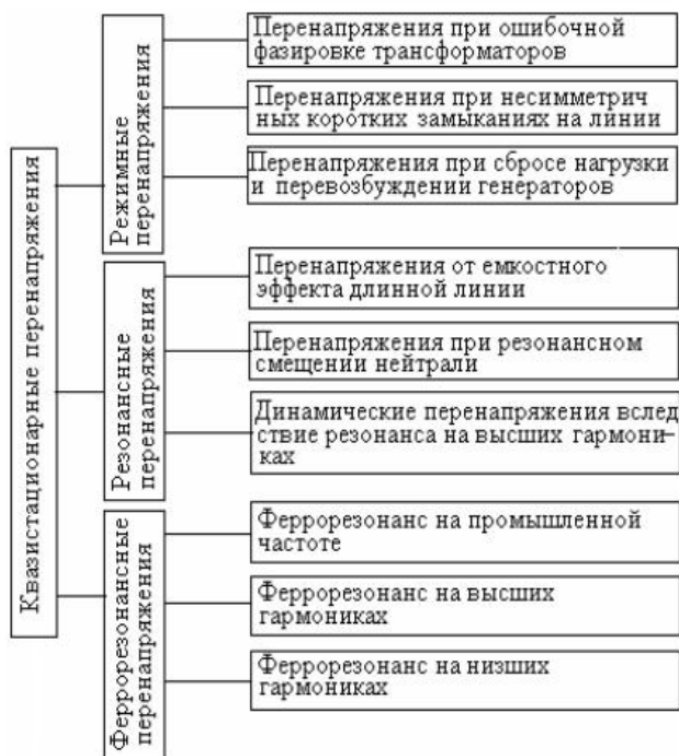 Квазистационарные перенапряжения
Режимные
перенапряжения
Перенапряжения при ошибочной
фазировке трансформаторов
Перенапряжения при несимметрич
ных коротких замыканиях на линии
Перенапряжения при сбросе нагрузки
и перевозбуждении генераторов
Резонансные
перенапряжения
Перенапряжения от емкостного
эффекта длинной линии
Перенапряжения при резонансном
смещении нейтрали
Динамические перенапряжения вслед
ствие резонанса на высших гармони-
ках
Феррорезонансные
перенапряжения
Феррорезонанс на промышленной
частоте
Феррорезонанс на высших
гармониках
Феррорезонанс на низших
гармониках